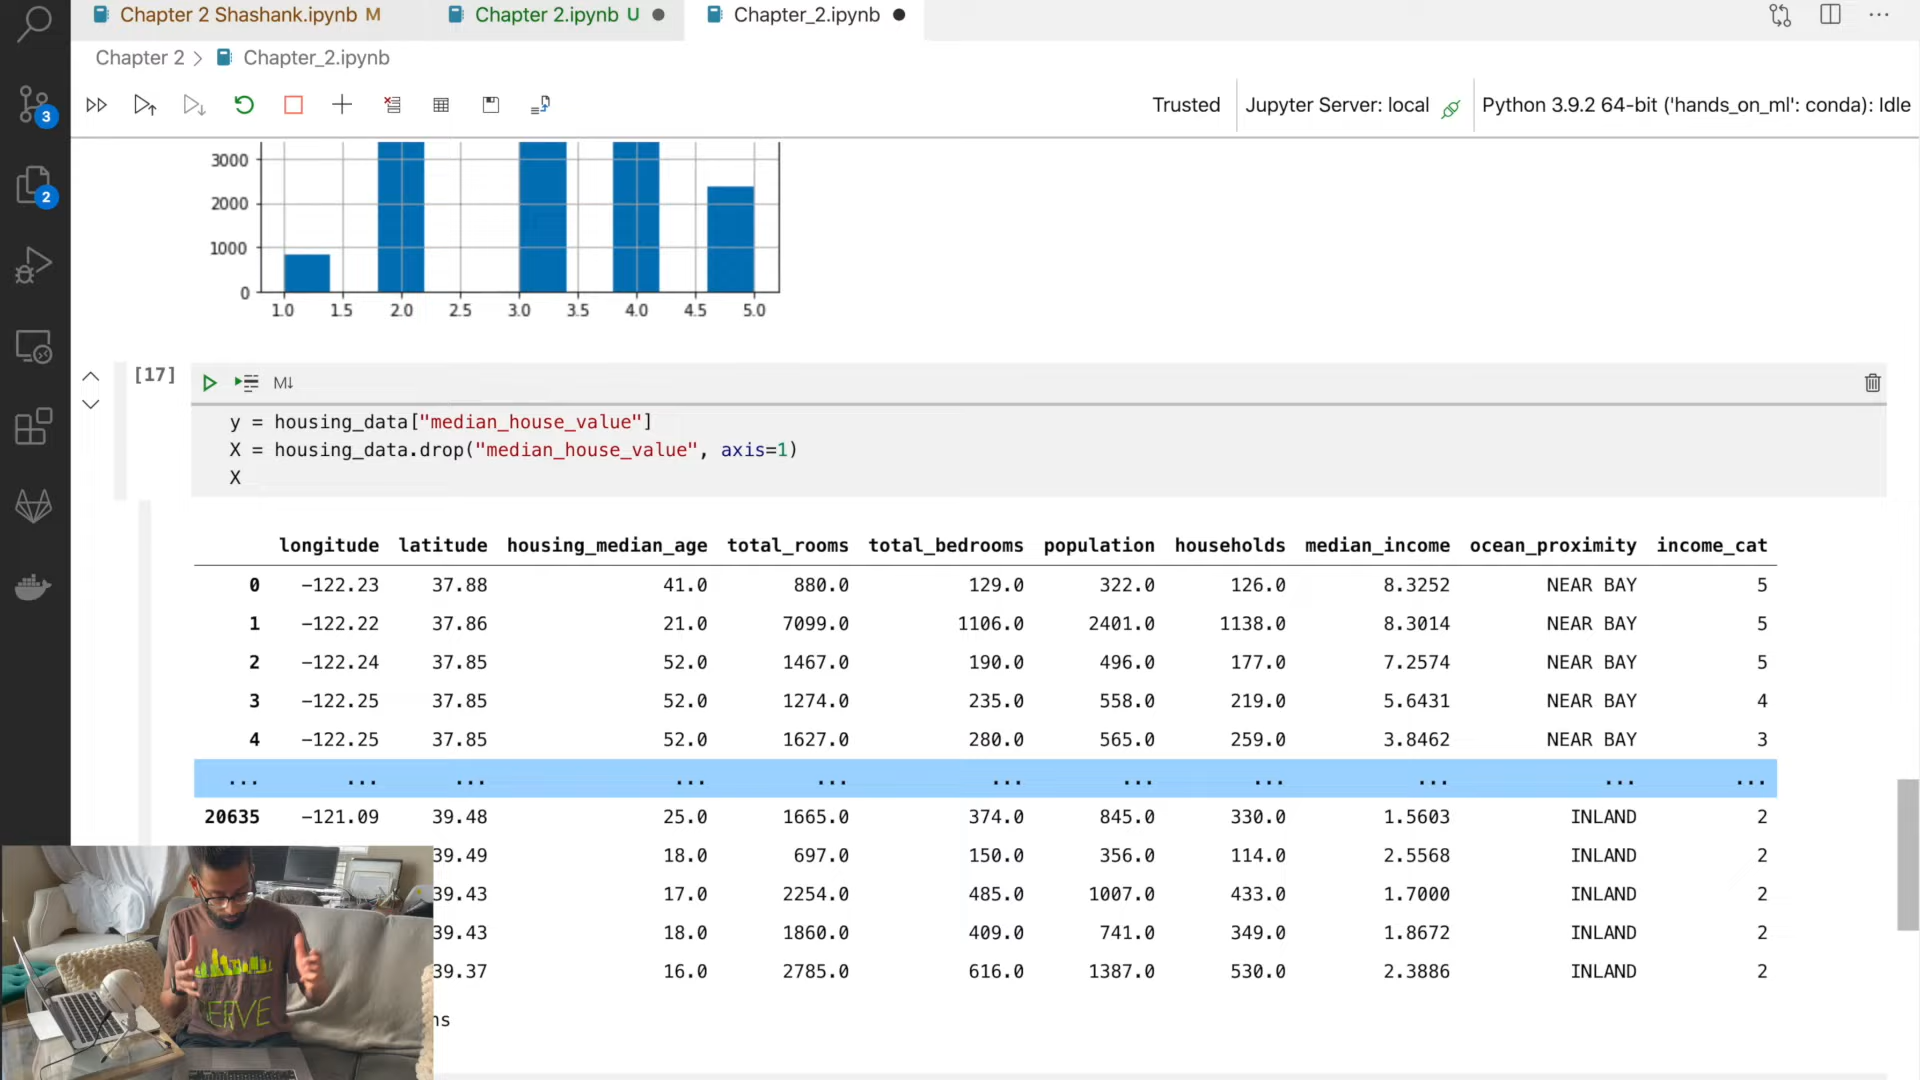 Chapter 2 Shashank.ipynb M
Chapter 2.ipynb U
Chapter_2.ipynb
Chapter 2 > Chapter_2.ipynb
3
2
Trusted
Jupyter Server: local
Python 3.9.2 64-bit ('hands_on_ml': conda): Idle
3000
2000
1000
0
1.0 1.5 2.0 2.5 3.0 3.5 4.0 4.5 5.0
[17]
M↓
y = housing_data["median_house_value"]
X = housing_data.drop("median_house_value", axis=1)
X
longitude latitude housing_median_age total_rooms total_bedrooms population households median_income ocean_proximity income_cat
0 -122.23 37.88 41.0 880.0 129.0 322.0 126.0 8.3252 NEAR BAY 5
1 -122.22 37.86 21.0 7099.0 1106.0 2401.0 1138.0 8.3014 NEAR BAY 5
2 -122.24 37.85 52.0 1467.0 190.0 496.0 177.0 7.2574 NEAR BAY 5
3 -122.25 37.85 52.0 1274.0 235.0 558.0 219.0 5.6431 NEAR BAY 4
4 -122.25 37.85 52.0 1627.0 280.0 565.0 259.0 3.8462 NEAR BAY 3
... ... ... ... ... ... ... ... ... ... ...
20635 -121.09 39.48 25.0 1665.0 374.0 845.0 330.0 1.5603 INLAND 2
39.49 18.0 697.0 150.0 356.0 114.0 2.5568 INLAND 2
39.43 17.0 2254.0 485.0 1007.0 433.0 1.7000 INLAND 2
39.43 18.0 1860.0 409.0 741.0 349.0 1.8672 INLAND 2
39.37 16.0 2785.0 616.0 1387.0 530.0 2.3886 INLAND 2
ns
SERVE